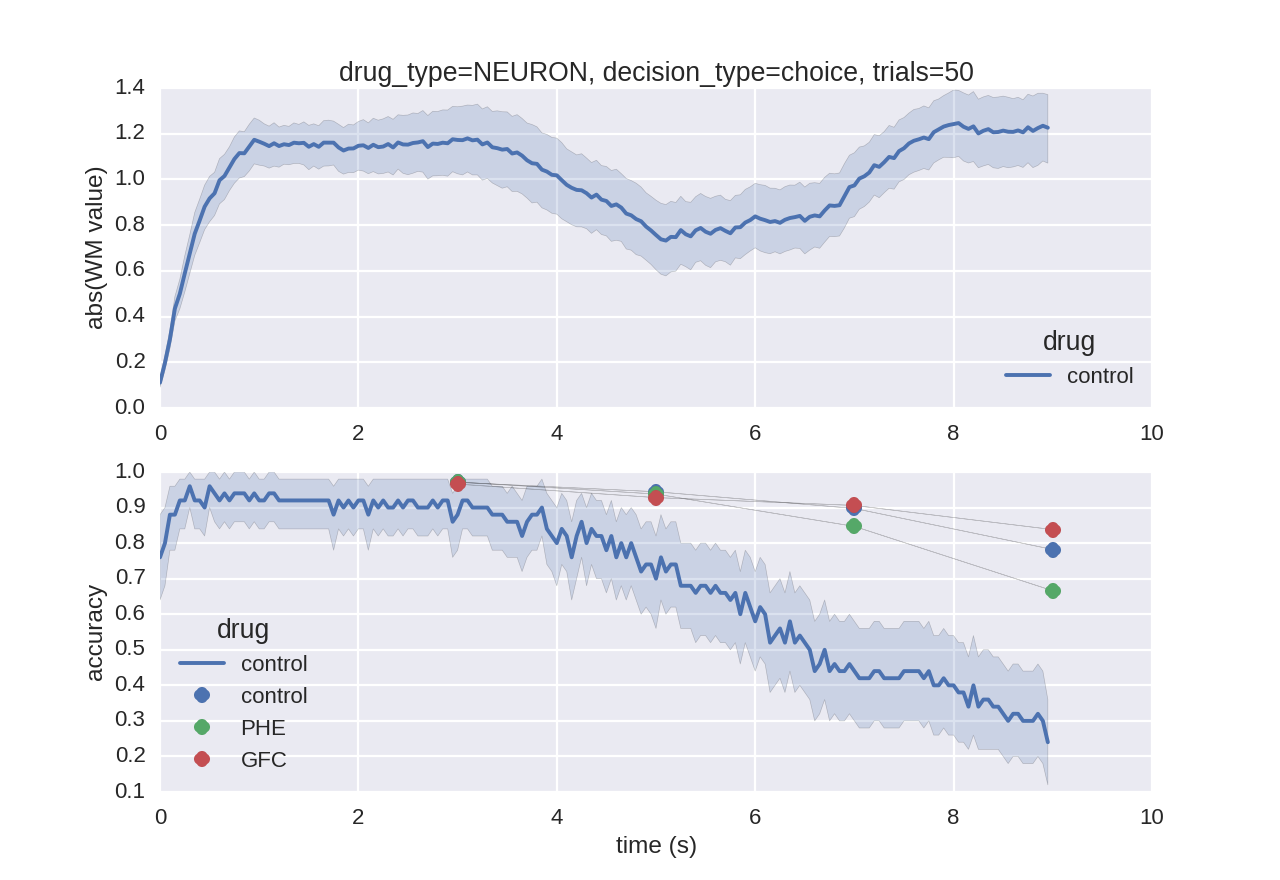 drug_type=NEURON, decision_type=choice, trials=50
abs(WM value)
1.4
1.2
1.0
0.8
0.6
0.4
0.2
0.0
0 2 4 6 8 10
drug
control
accuracy
1.0
0.9
0.8
0.7
0.6
0.5
0.4
0.3
0.2
0.1
drug
control
control
PHE
GFC
0 2 4 6 8 10
time (s)